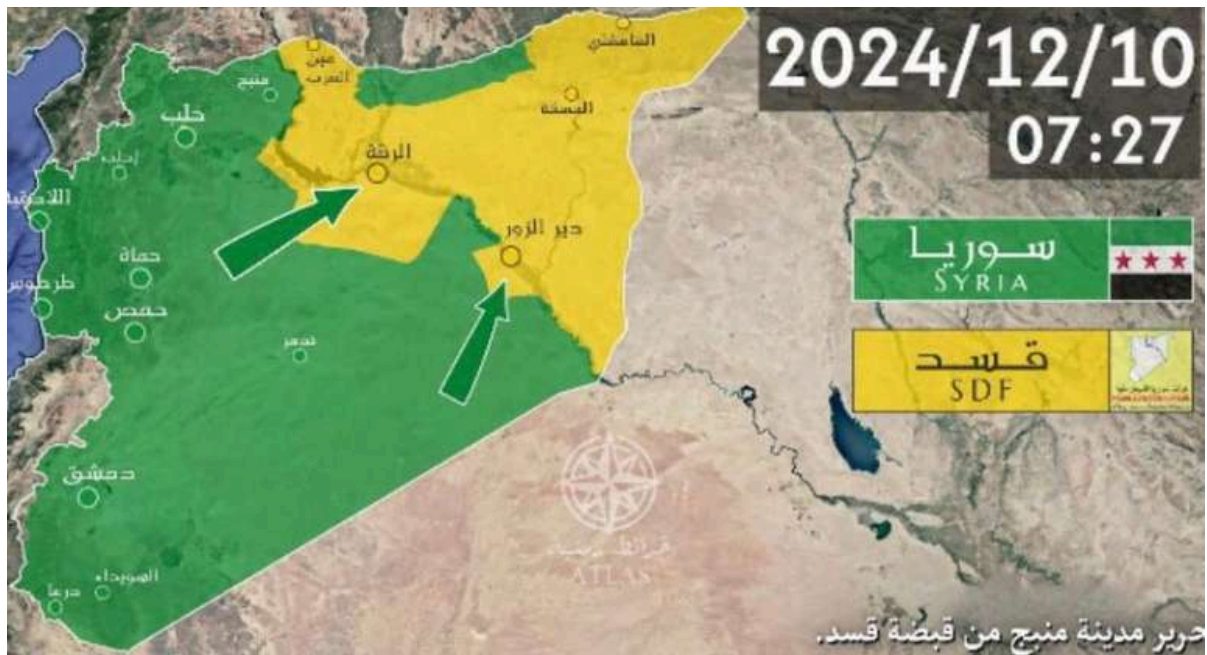 2024/12/10
07:27
القامشلي
عين
العرب
منبج
الحسكة
حلب
إدلب
الرقة
اللاذقية
دير الزور
سوريا
SYRIA
حماة
طرطوس
حمص
تدمر
قسد
SDF
دمشق
ATLAS
السويداء
درعا
حرير مدينة منبج من قبضة قسد.